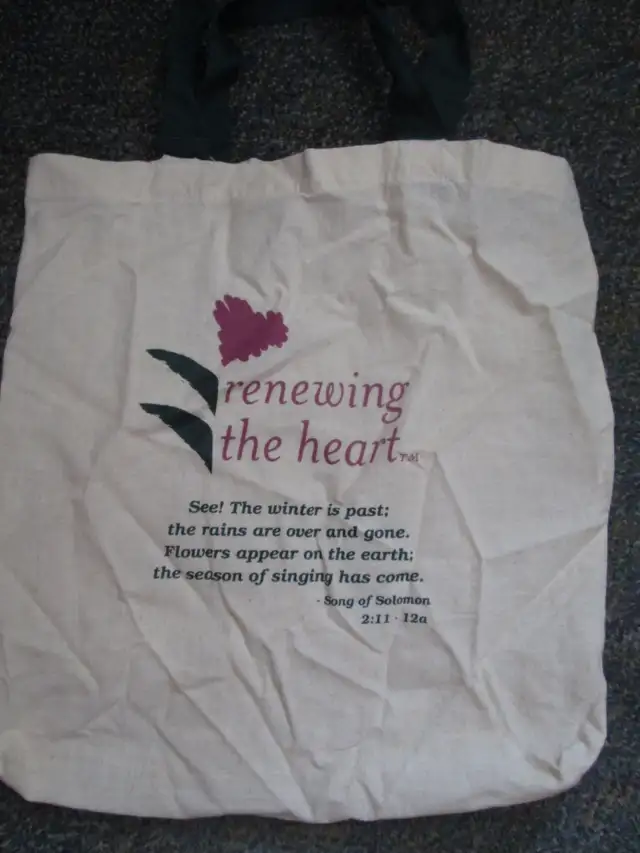 renewing
the heart™
See! The winter is past;
the rains are over and gone.
Flowers appear on the earth;
the season of singing has come.
- Song of Solomon
2:11 - 12a